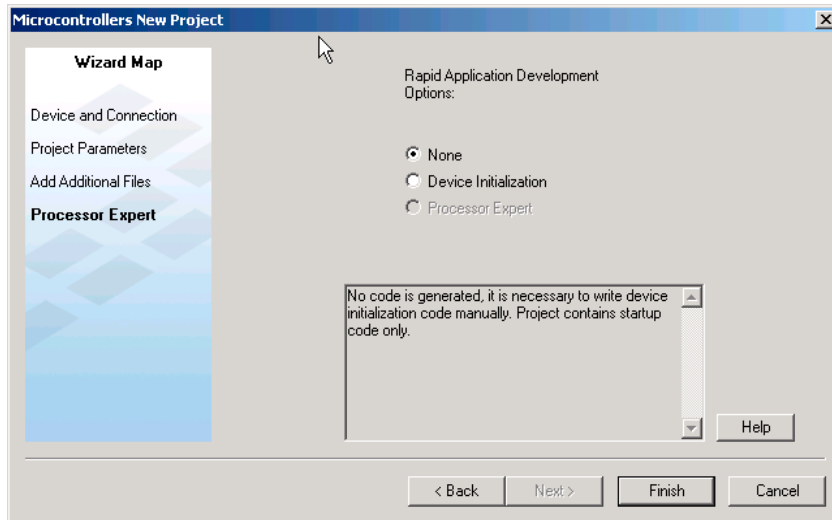 Microcontrollers New Project
Wizard Map
Device and Connection
Project Parameters
Add Additional Files
Processor Expert
Rapid Application Development
Options:
None
Device Initialization
Processor Expert
No code is generated, it is necessary to write device
initialization code manually. Project contains startup
code only.
Help
< Back
Next >
Finish
Cancel